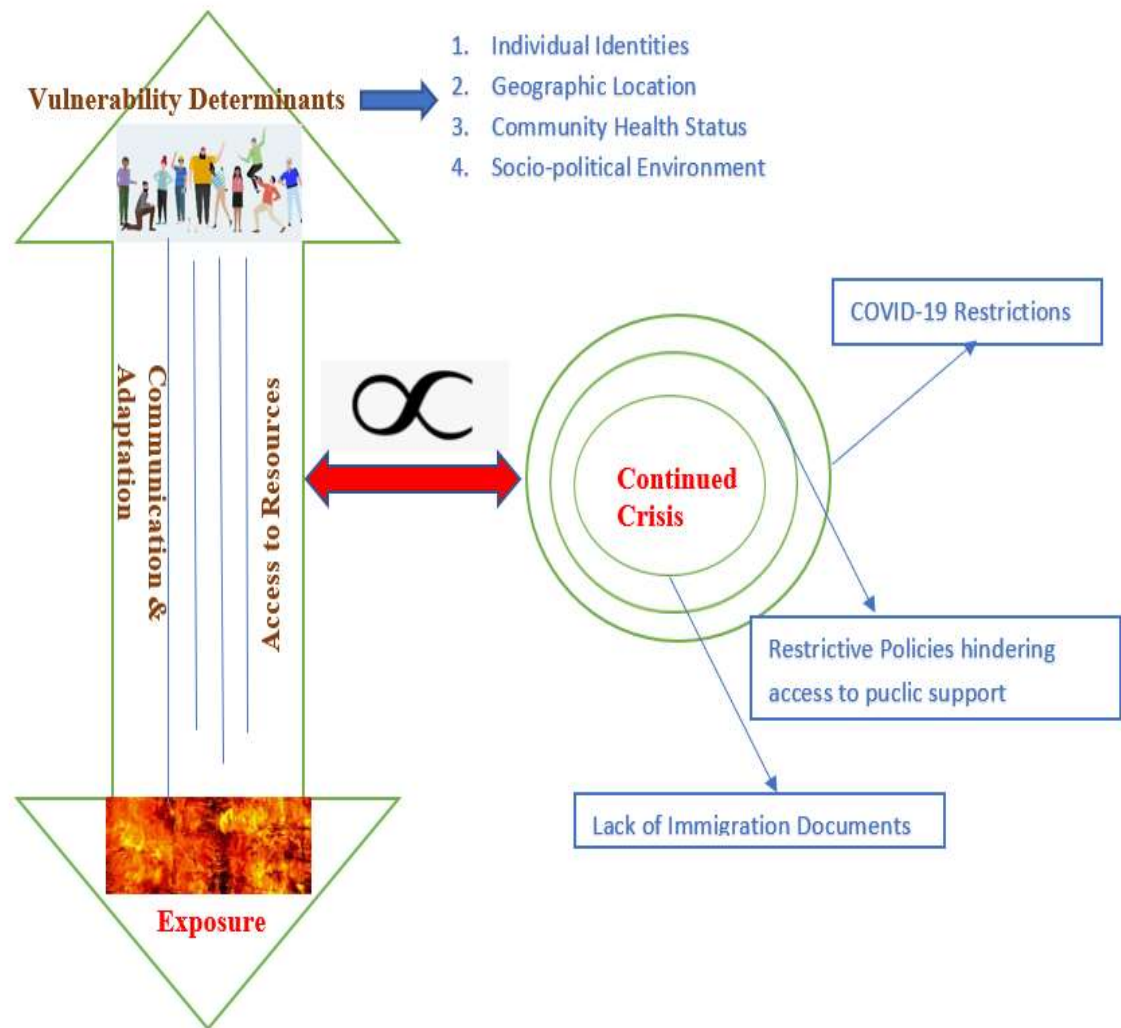 Vulnerability Determinants
1. Individual Identities
2. Geographic Location
3. Community Health Status
4. Socio-political Environment
Communication &
Adaptation
Access to Resources
∝
Continued
Crisis
COVID-19 Restrictions
Restrictive Policies hindering
access to puclic support
Lack of Immigration Documents
Exposure